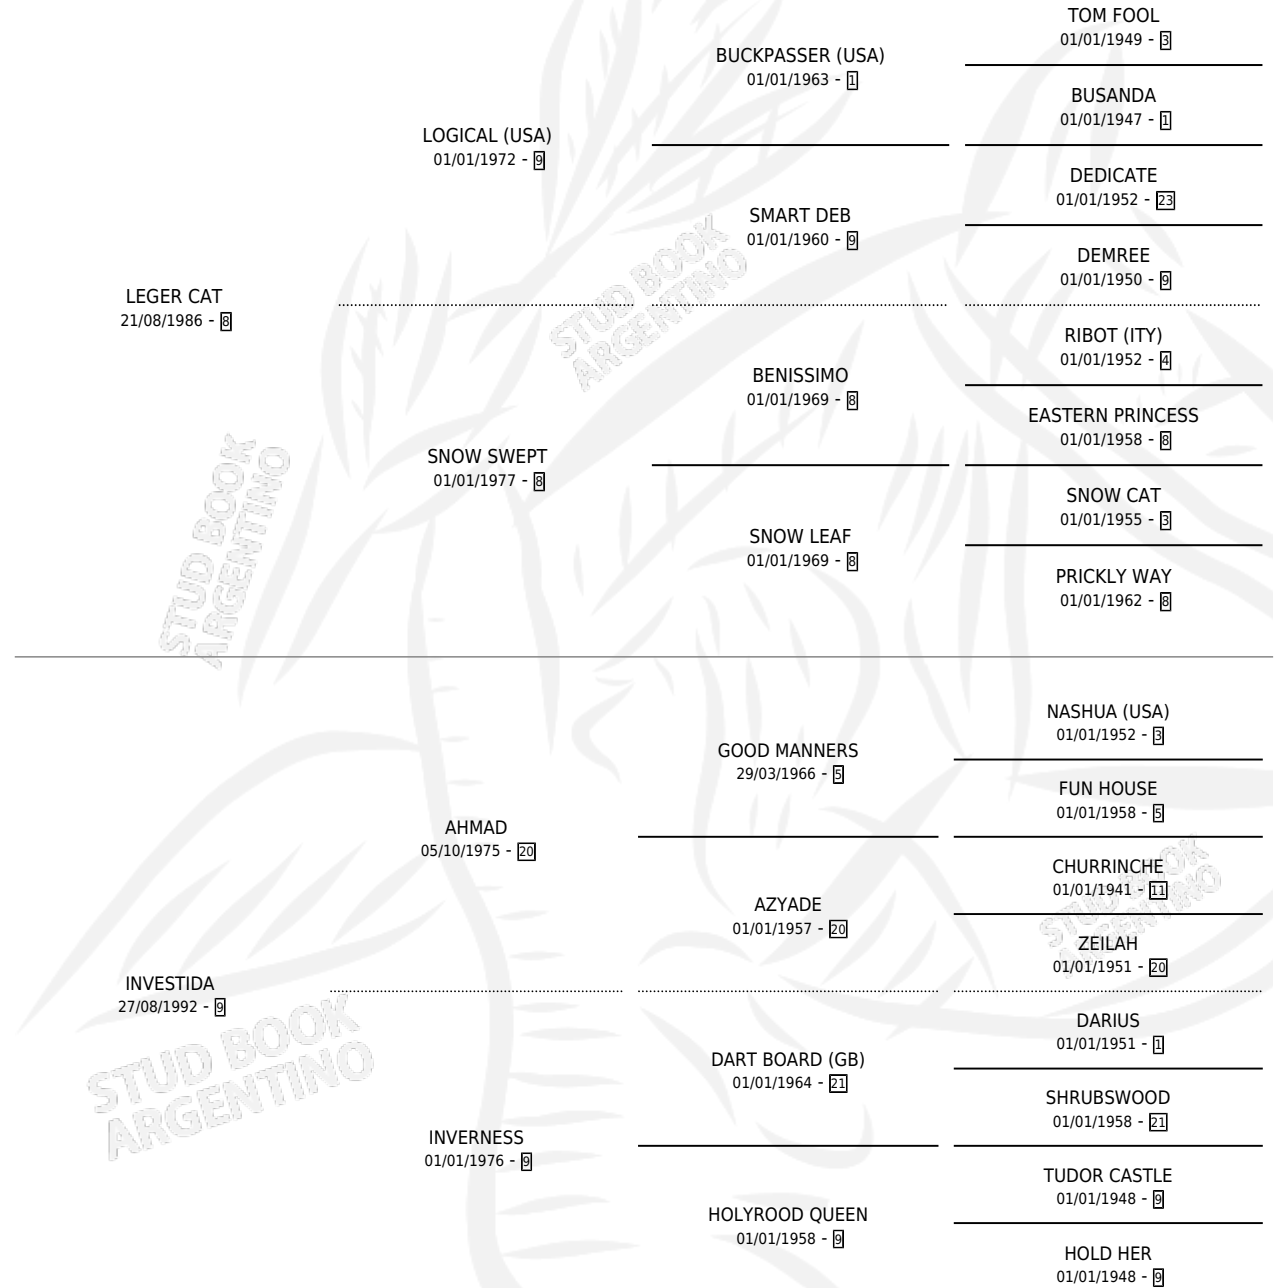 TOM FOOL
01/01/1949 - 3
BUCKPASSER (USA)
01/01/1963 - 1
BUSANDA
01/01/1947 - 1
LOGICAL (USA)
01/01/1972 - 9
DEDICATE
01/01/1952 - 23
SMART DEB
01/01/1960 - 9
DEMREE
01/01/1950 - 9
LEGER CAT
21/08/1986 - 8
RIBOT (ITY)
01/01/1952 - 4
BENISSIMO
01/01/1969 - 8
EASTERN PRINCESS
01/01/1958 - 8
SNOW SWEPT
01/01/1977 - 8
SNOW CAT
01/01/1955 - 3
SNOW LEAF
01/01/1969 - 8
PRICKLY WAY
01/01/1962 - 8
NASHUA (USA)
01/01/1952 - 3
GOOD MANNERS
29/03/1966 - 5
FUN HOUSE
01/01/1958 - 5
AHMAD
05/10/1975 - 20
CHURRINCHE
01/01/1941 - 11
AZYADE
01/01/1957 - 20
ZEILAH
01/01/1951 - 20
INVESTIDA
27/08/1992 - 9
DARIUS
01/01/1951 - 1
DART BOARD (GB)
01/01/1964 - 21
SHRUBSWOOD
01/01/1958 - 21
INVERNESS
01/01/1976 - 9
TUDOR CASTLE
01/01/1948 - 9
HOLYROOD QUEEN
01/01/1958 - 9
HOLD HER
01/01/1948 - 9
STUD BOOK
ARGENTINO
STUD BOOK
ARGENTINO
STUD BOOK
ARGENTINO
STUD BOOK
ARGENTINO